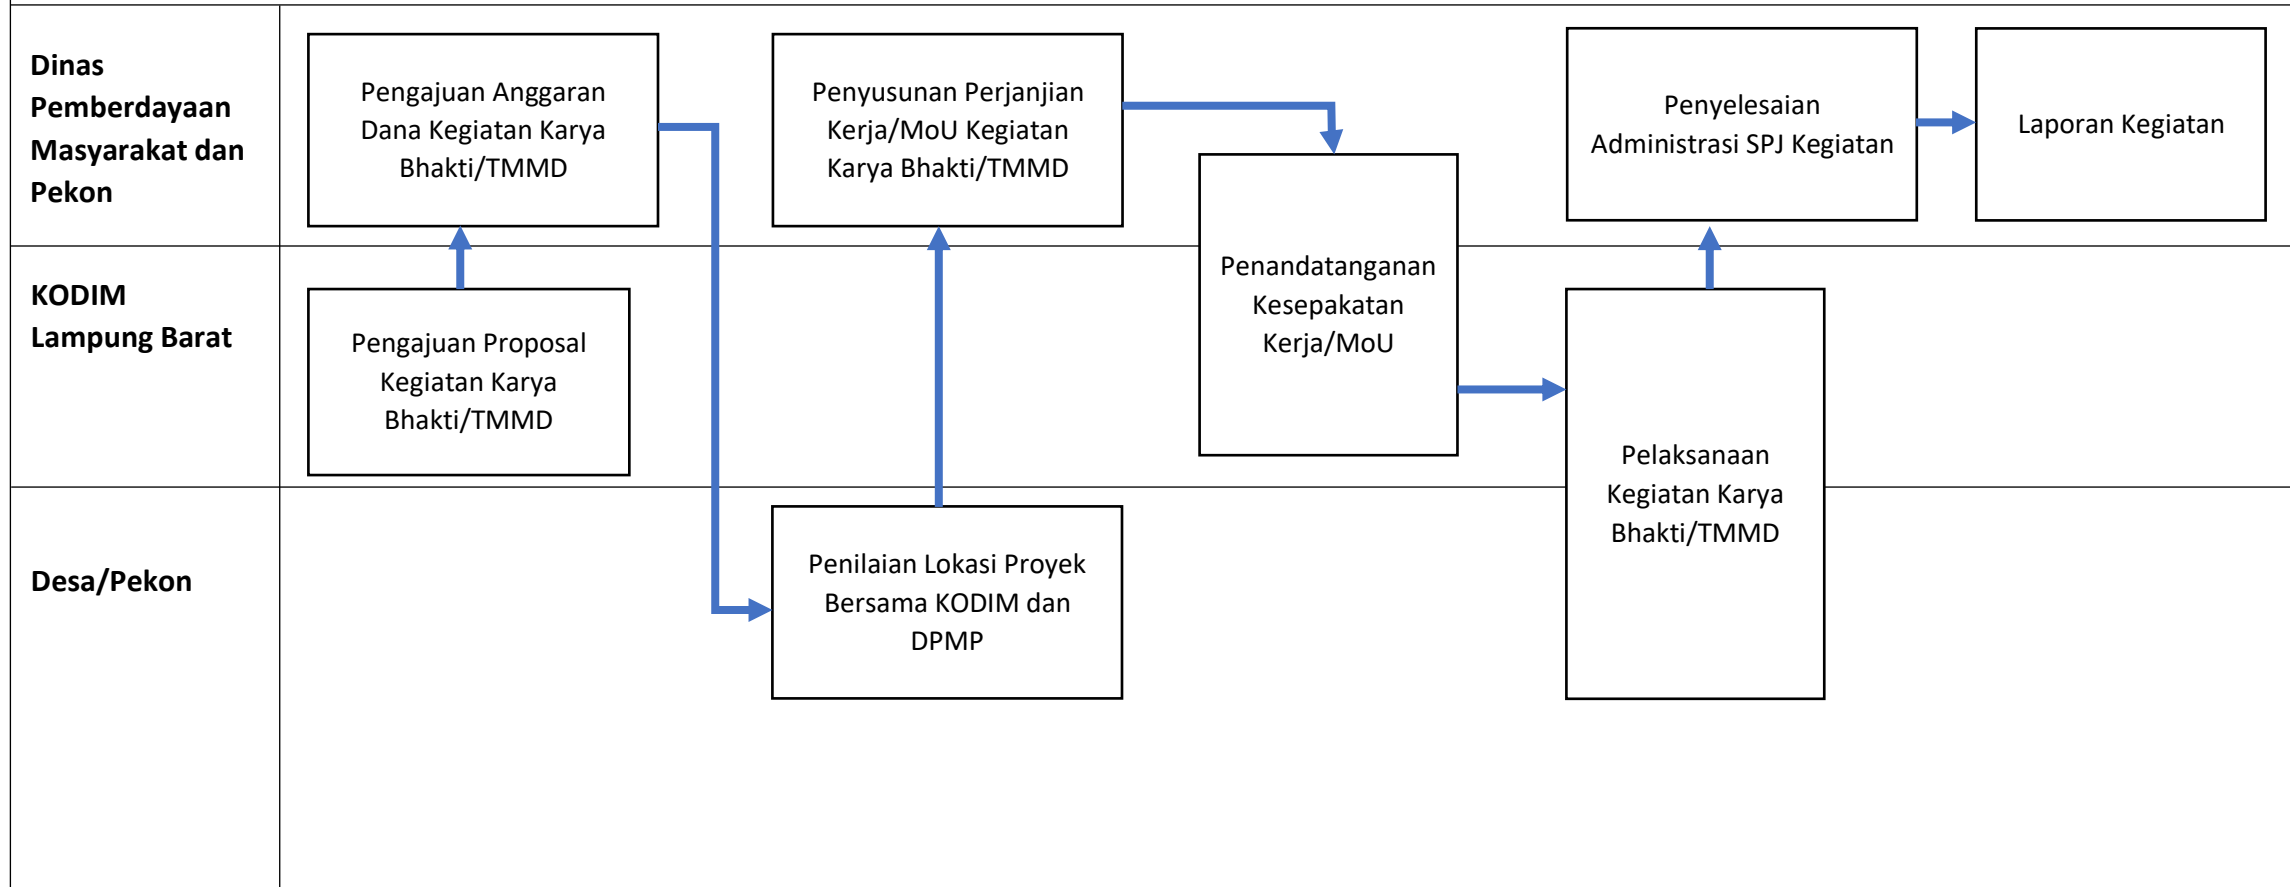 Dinas
Pemberdayaan
Masyarakat dan
Pekon
Pengajuan Anggaran
Dana Kegiatan Karya
Bhakti/TMMD
Penyusunan Perjanjian
Kerja/MoU Kegiatan
Karya Bhakti/TMMD
Penyelesaian
Administrasi SPJ Kegiatan
Laporan Kegiatan
KODIM
Lampung Barat
Pengajuan Proposal
Kegiatan Karya
Bhakti/TMMD
Penandatanganan
Kesepakatan
Kerja/MoU
Pelaksanaan
Kegiatan Karya
Bhakti/TMMD
Desa/Pekon
Penilaian Lokasi Proyek
Bersama KODIM dan
DPMP